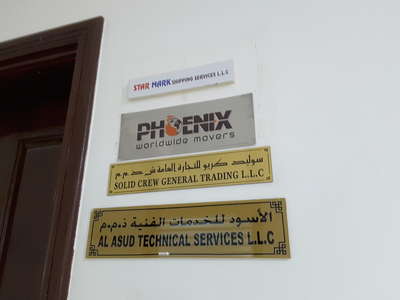 STAR MARK SHIPPING SERVICES L.L.C
PHOENIX
worldwide movers
سوليد كريو للتجارة العامة ش.ذ.م.م
SOLID CREW GENERAL TRADING L.L.C
الأسود للخدمات الفنية ذ.م.م
AL ASUD TECHNICAL SERVICES L.L.C